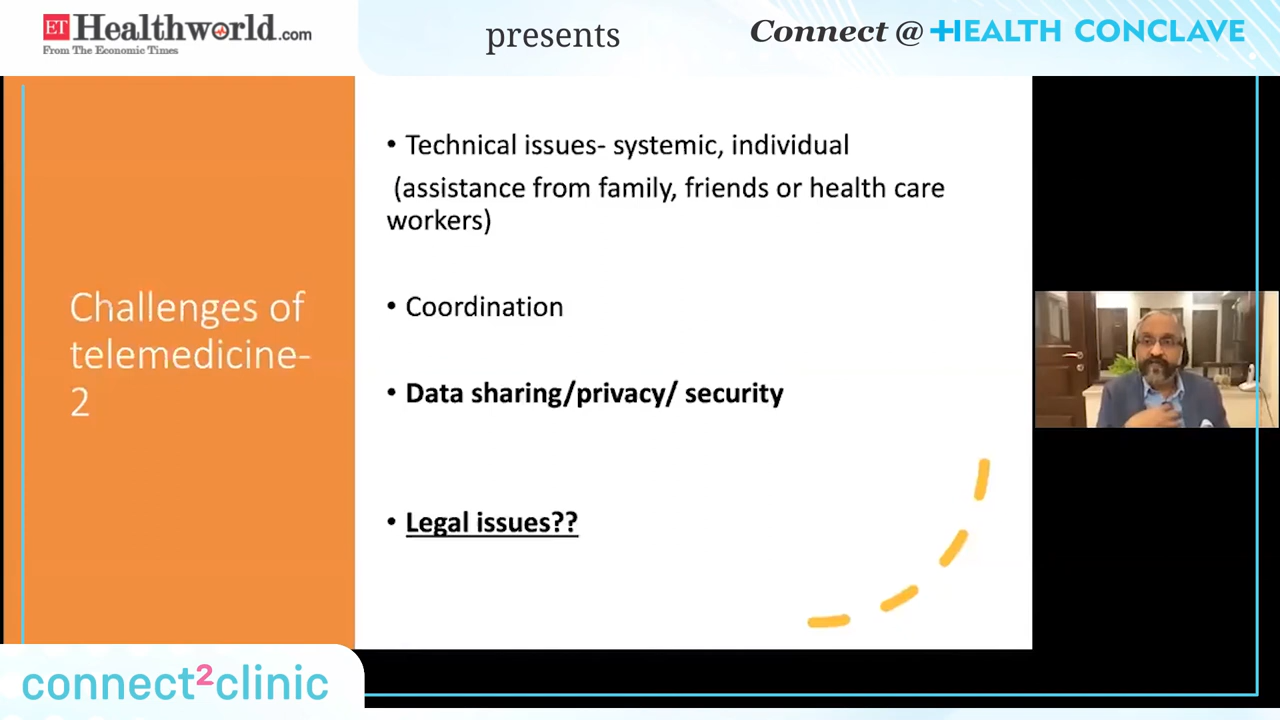 ET Healthworld.com
From The Economic Times
presents
Connect @ HEALTH CONCLAVE
Challenges of
telemedicine-
2
• Technical issues- systemic, individual
(assistance from family, friends or health care
workers)
• Coordination
• Data sharing/privacy/ security
• Legal issues??
connect2clinic